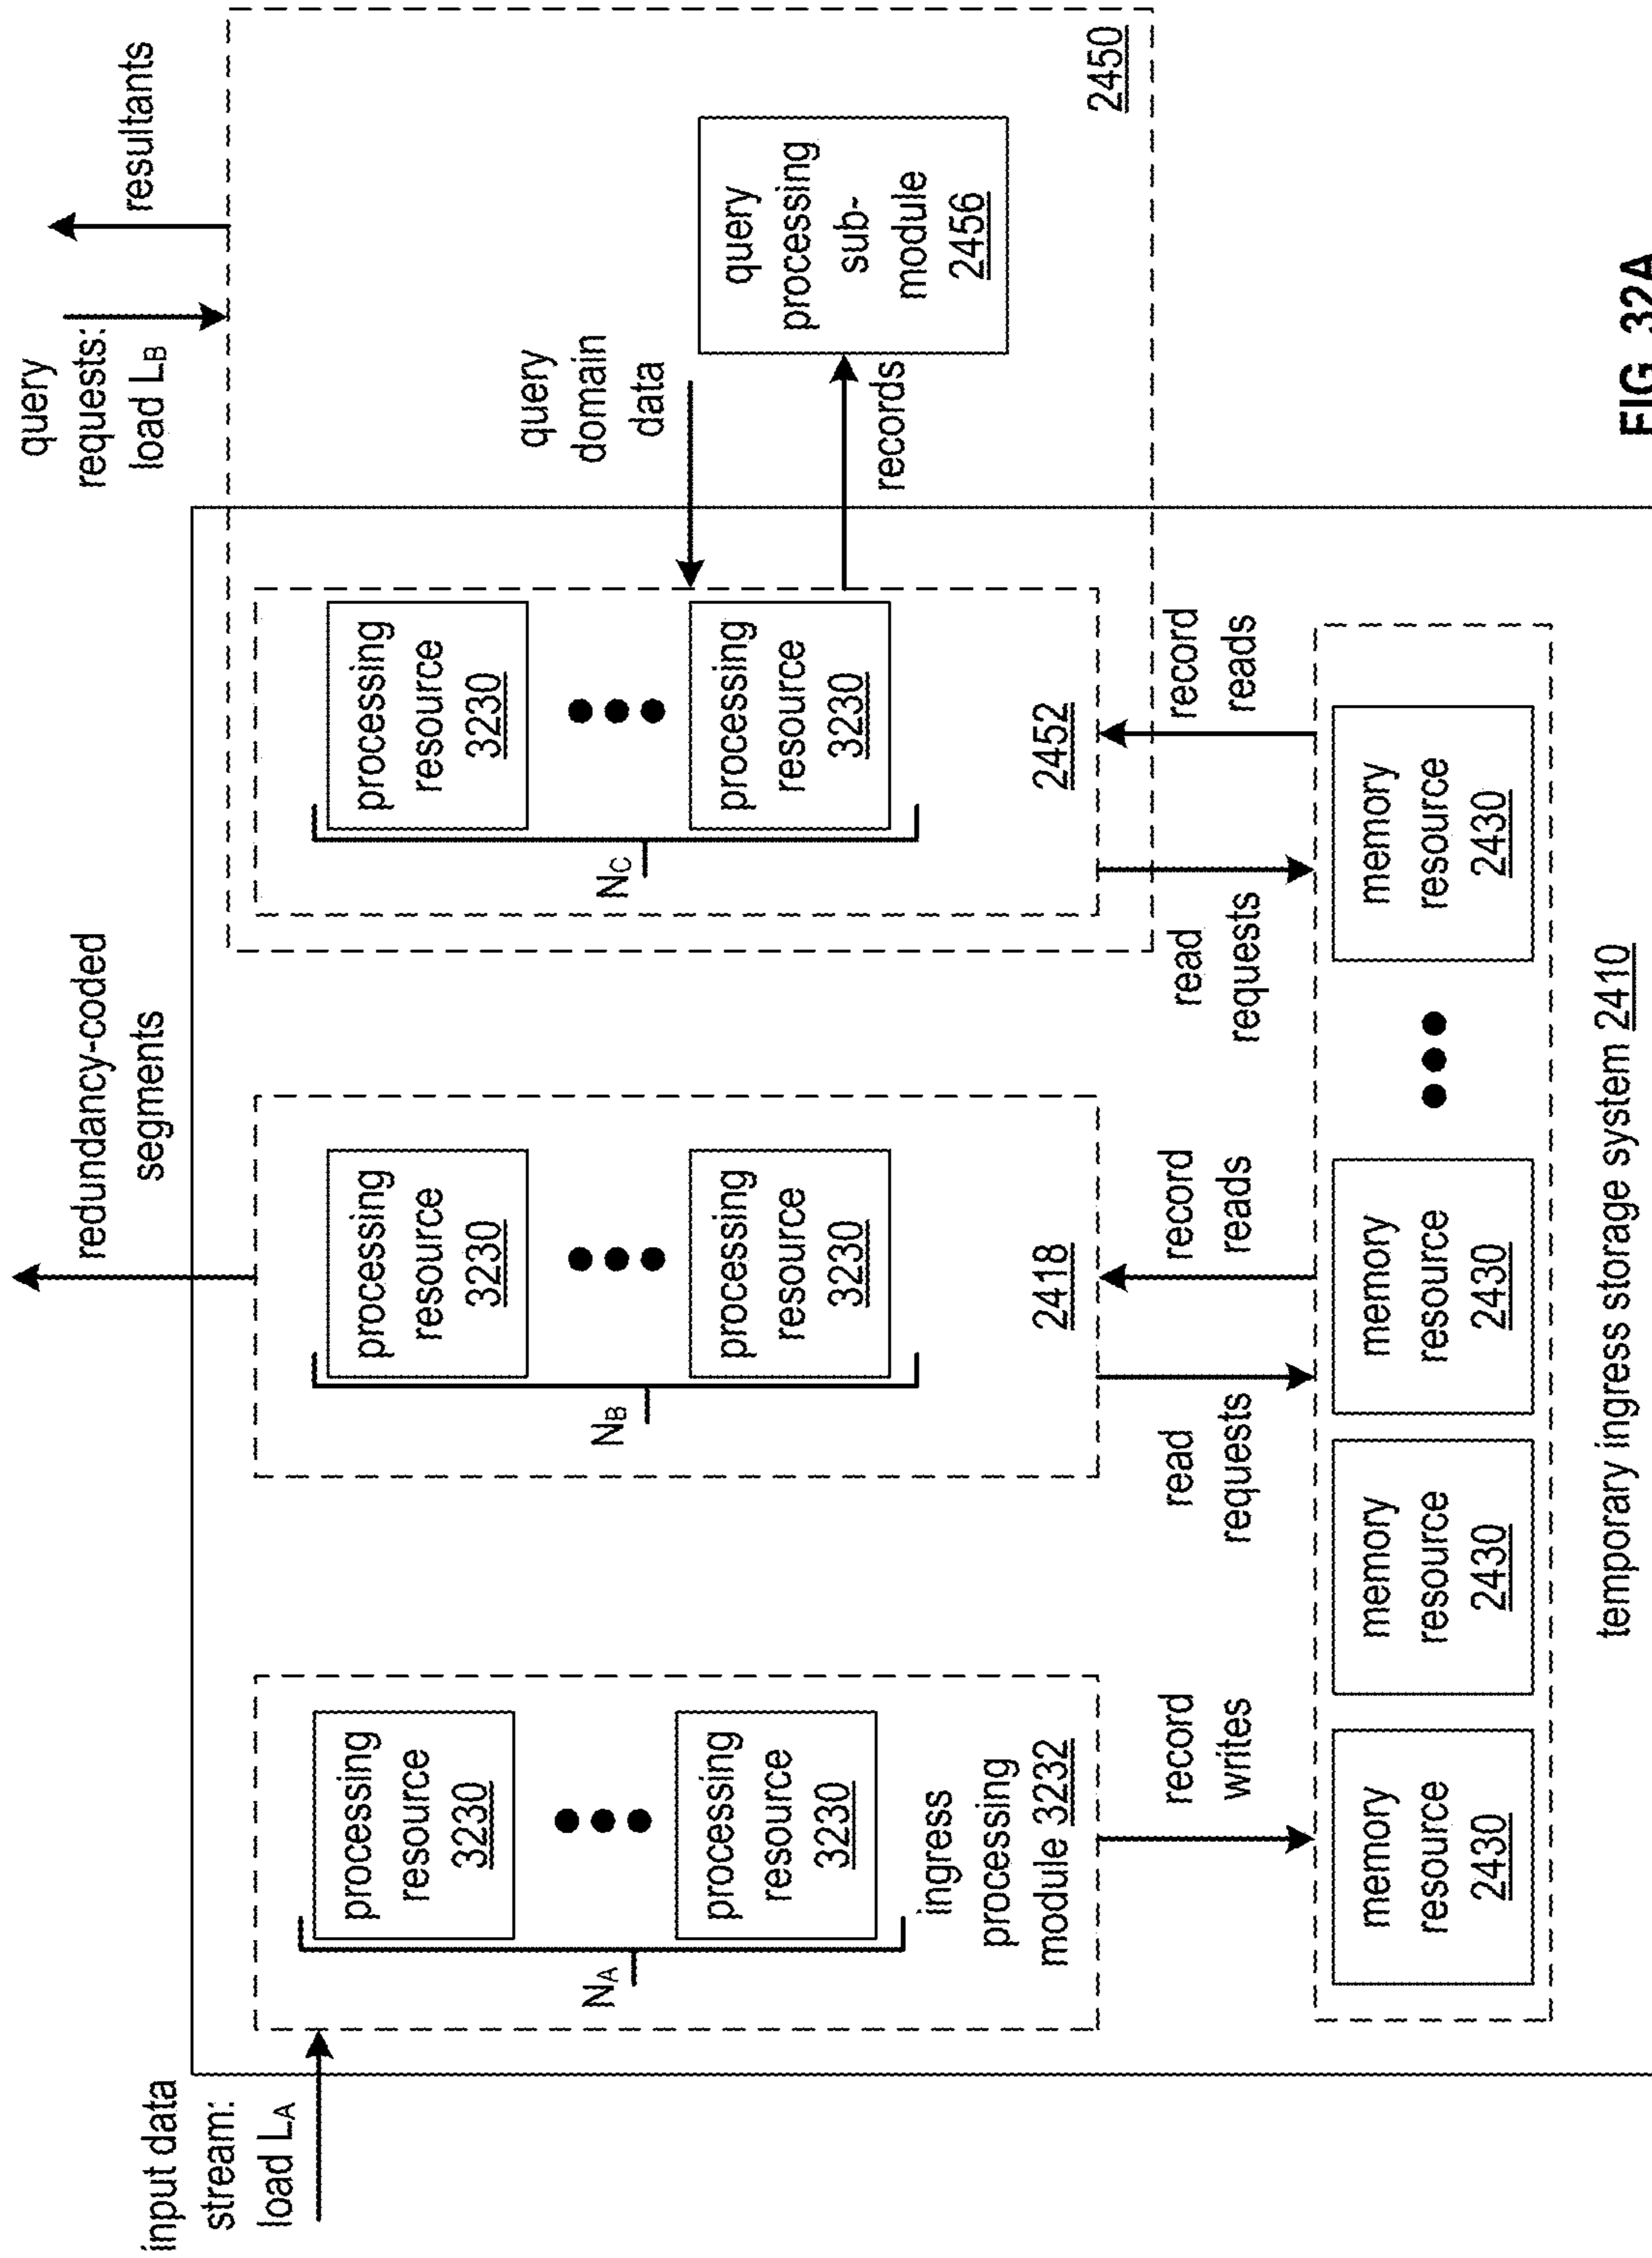 input data
stream:
load LA
redundancy-coded
segments
query
requests:
load LB
resultants
processing
resource
3230
processing
resource
3230
NA
ingress
processing
module 3232
processing
resource
3230
processing
resource
3230
NB
2418
processing
resource
3230
processing
resource
3230
NC
2452
query
domain
data
records
query
processing
sub-
module
2456
2450
record
writes
read
requests
record
reads
read
requests
record
reads
memory
resource
2430
memory
resource
2430
memory
resource
2430
memory
resource
2430
temporary ingress storage system 2410
FIG. 32A